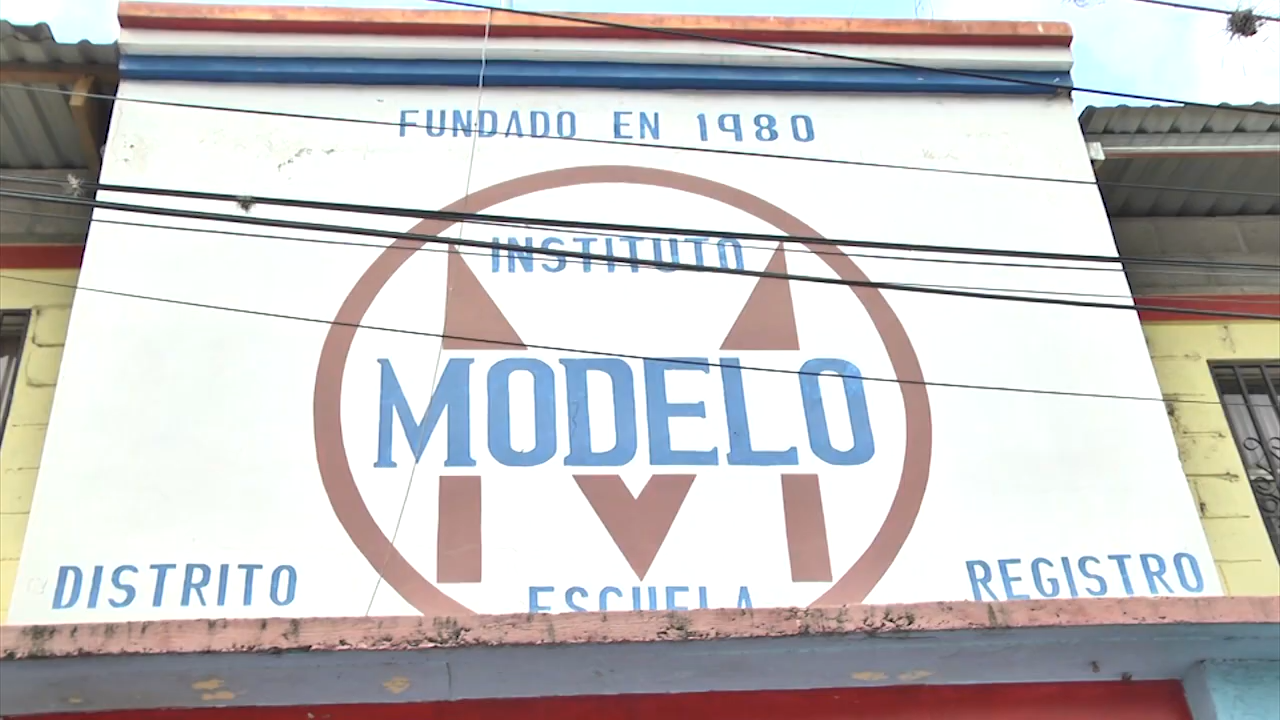 FUNDADO EN 1980
INSTITUTO
MODELO
DISTRITO
ESCUELA
REGISTRO